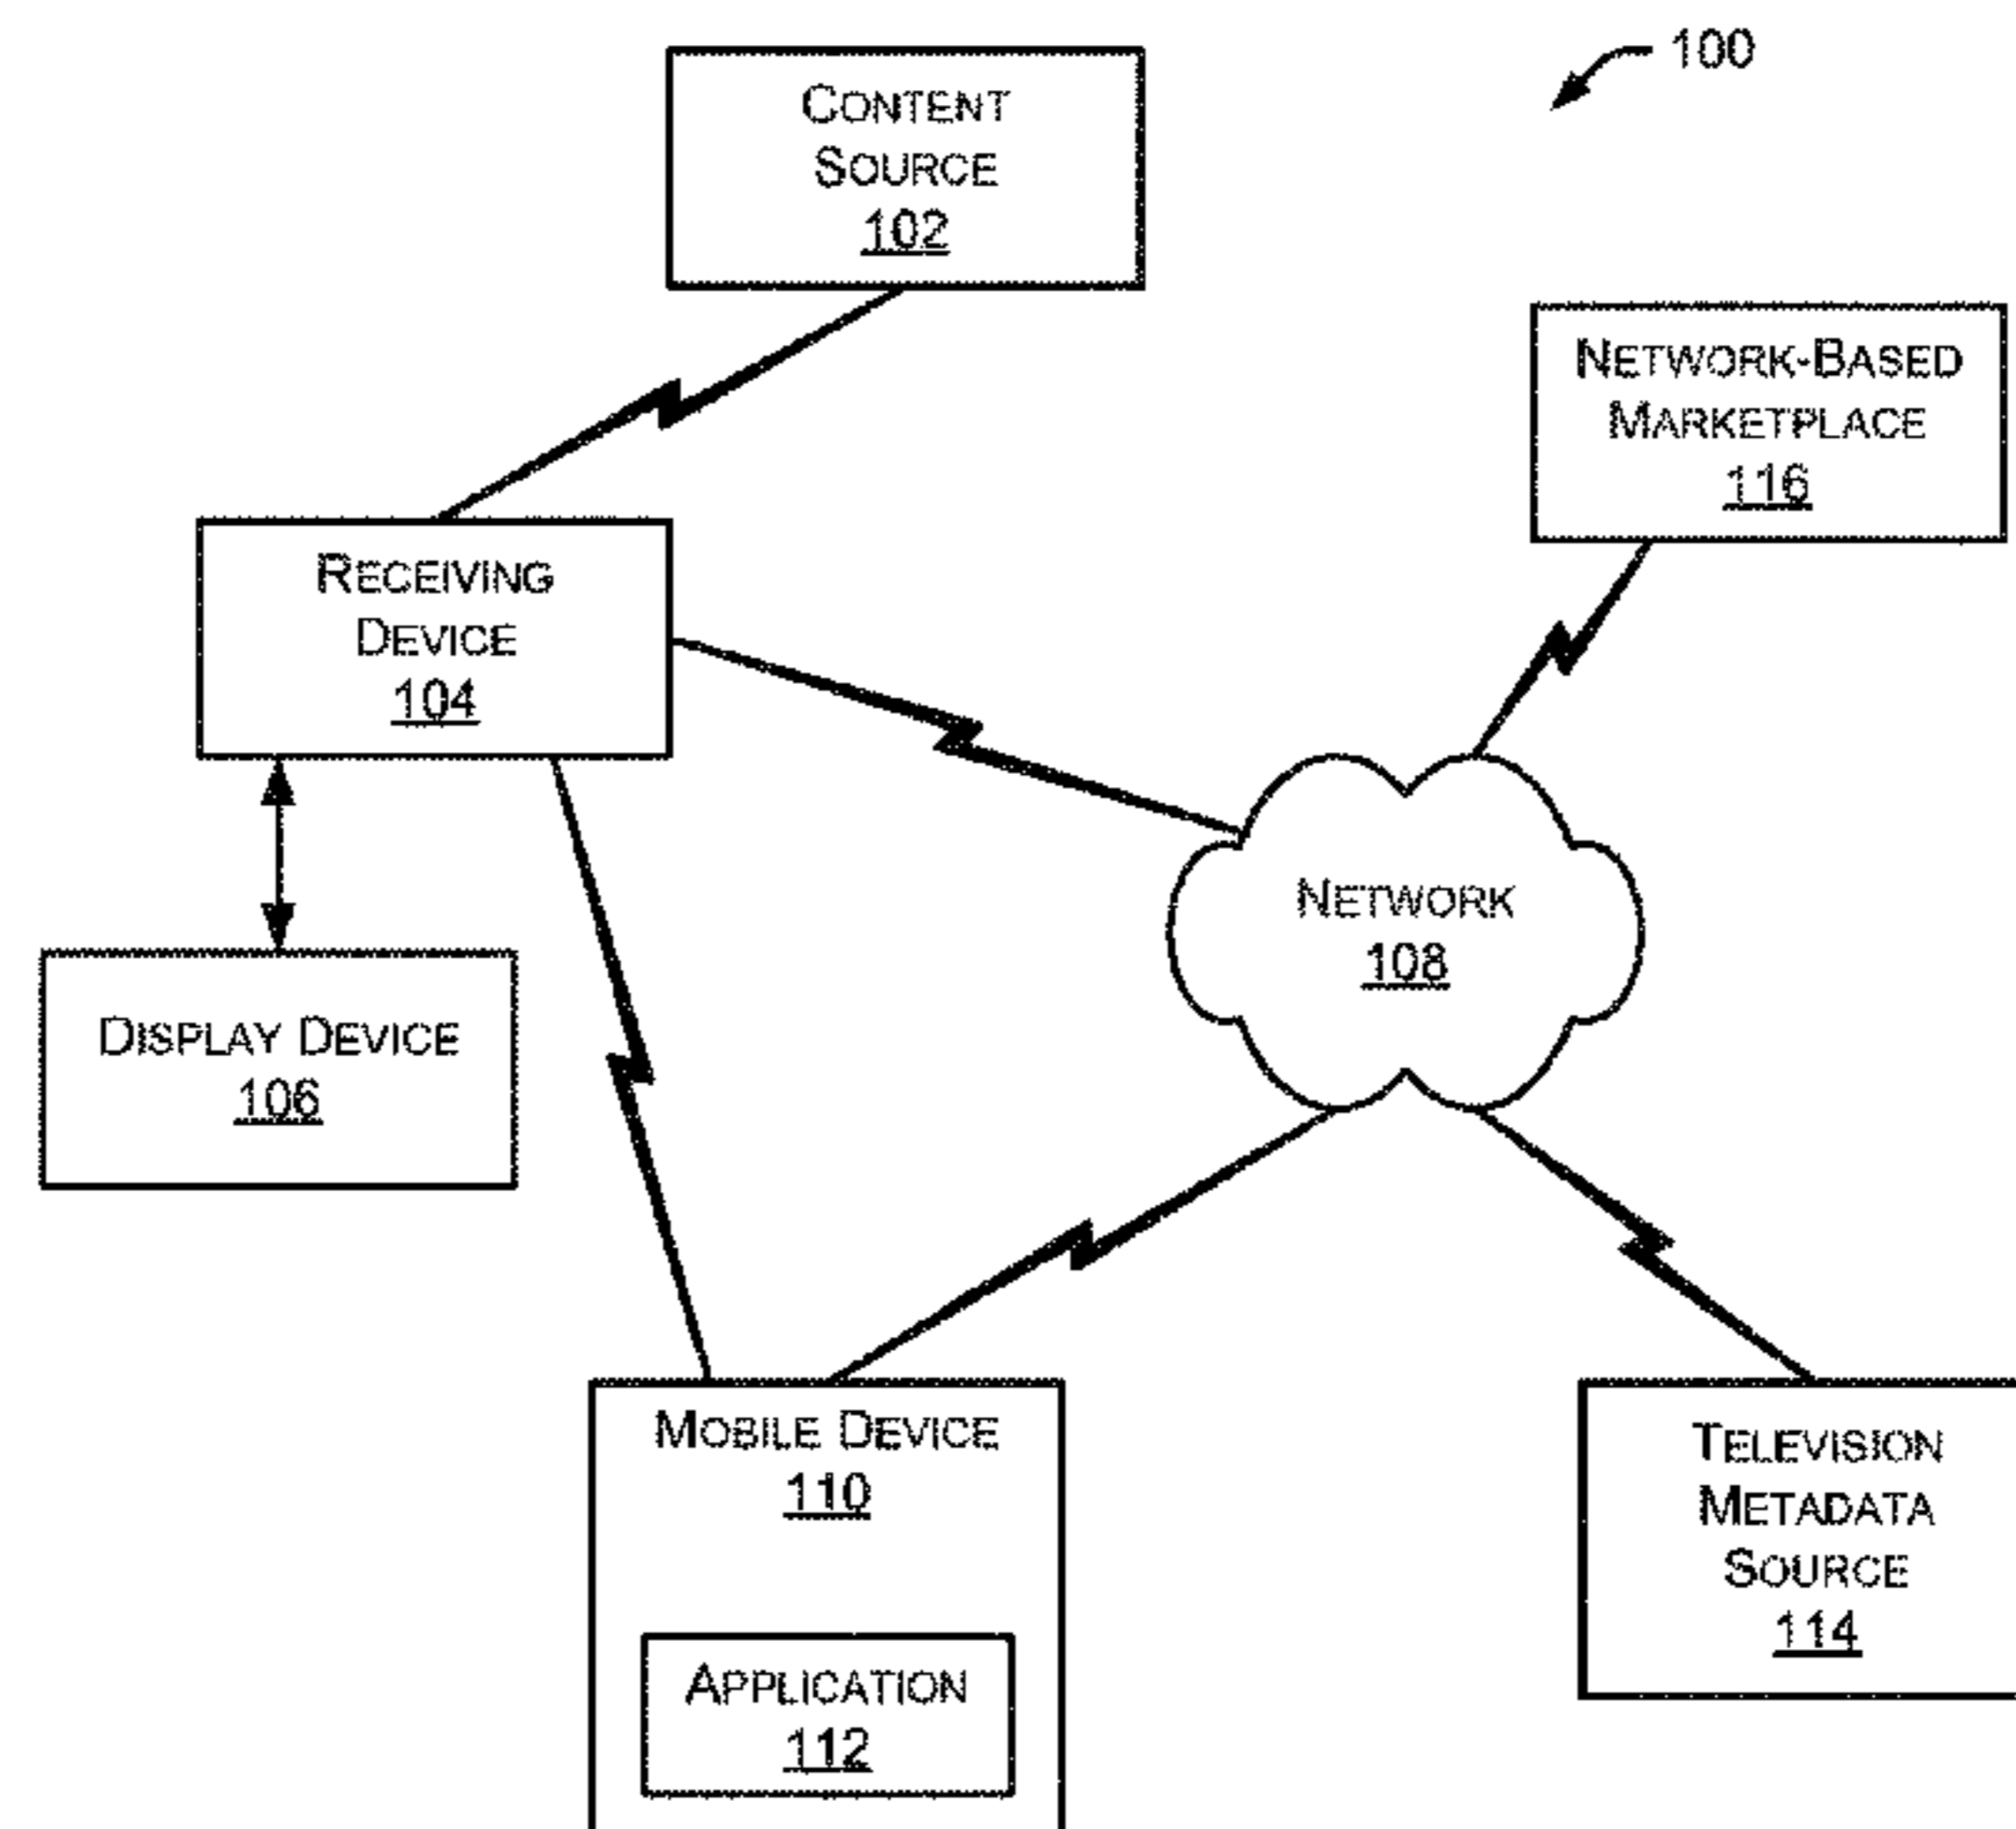 100
CONTENT
SOURCE
102
NETWORK-BASED
MARKETPLACE
116
RECEIVING
DEVICE
104
NETWORK
108
DISPLAY DEVICE
106
MOBILE DEVICE
110
APPLICATION
112
TELEVISION
METADATA
SOURCE
114